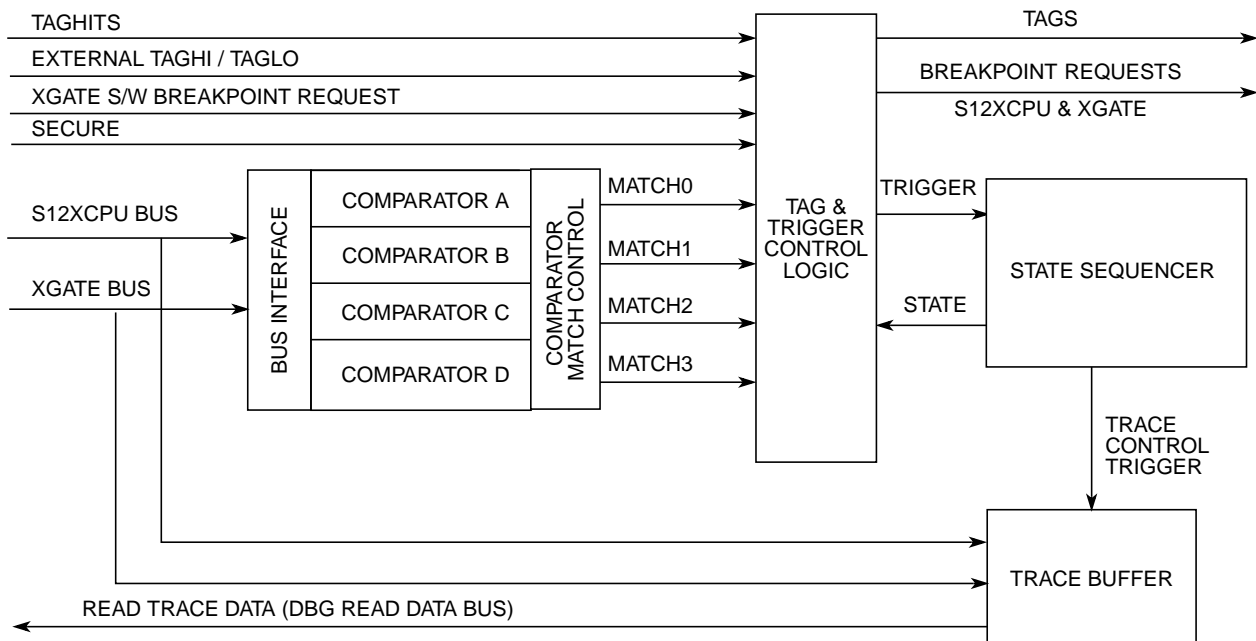 TAGHITS
EXTERNAL TAGHI / TAGLO
XGATE S/W BREAKPOINT REQUEST
SECURE
TAGS
BREAKPOINT REQUESTS
S12XCPU & XGATE
S12XCPU BUS
XGATE BUS
BUS INTERFACE
COMPARATOR A
COMPARATOR B
COMPARATOR C
COMPARATOR D
COMPARATOR
MATCH CONTROL
MATCH0
MATCH1
MATCH2
MATCH3
TAG &
TRIGGER
CONTROL
LOGIC
TRIGGER
STATE
STATE SEQUENCER
TRACE
CONTROL
TRIGGER
TRACE BUFFER
READ TRACE DATA (DBG READ DATA BUS)